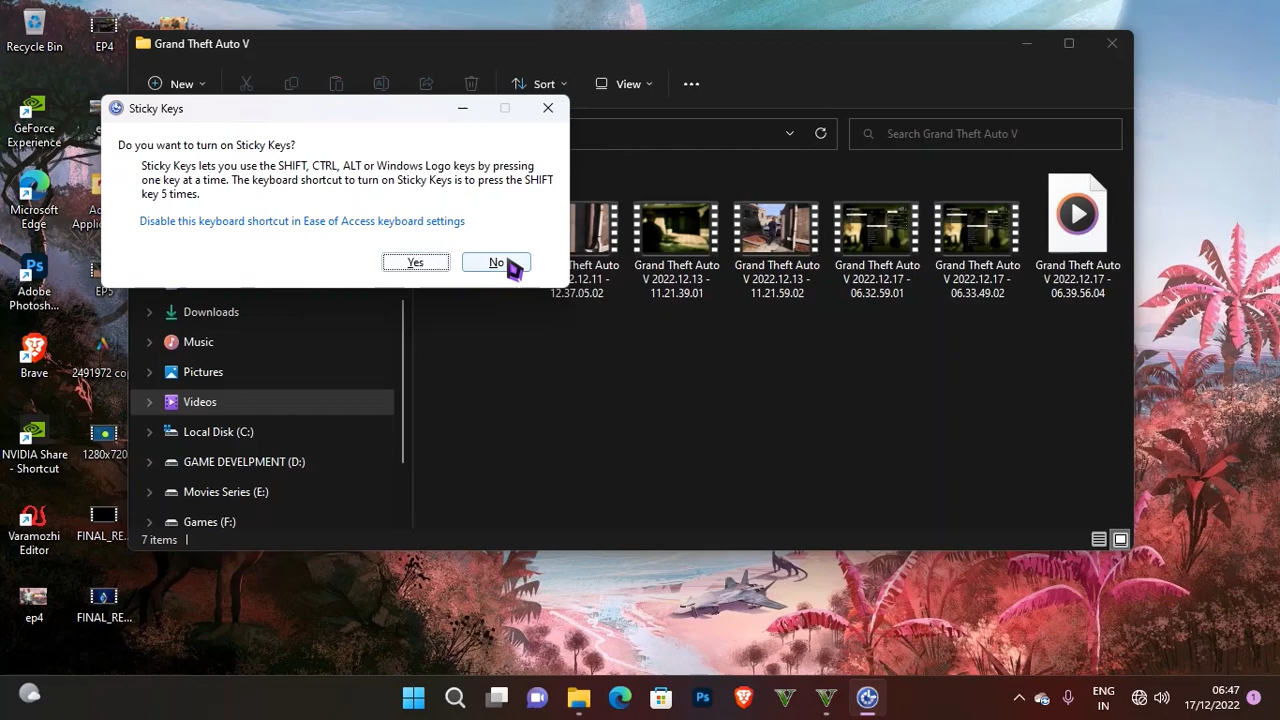 Recycle Bin
EP4
GeForce
Experience
Microsoft
Edge
Adobe
Photosh...
EP5
Brave
2491972 co
NVIDIA Share
- Shortcut
1280x720
Varamozhi
Editor
FINAL_RE...
ep4
FINAL_RE...
Grand Theft Auto V
New
Sort
View
Search Grand Theft Auto V
Sticky Keys
Do you want to turn on Sticky Keys?
Sticky Keys lets you use the SHIFT, CTRL, ALT or Windows Logo keys by pressing
one key at a time. The keyboard shortcut to turn on Sticky Keys is to press the SHIFT
key 5 times.
Disable this keyboard shortcut in Ease of Access keyboard settings
Yes
No
Theft Auto
2.12.11 -
12.37.05.02
Grand Theft Auto
V 2022.12.13 -
11.21.39.01
Grand Theft Auto
V 2022.12.13 -
11.21.59.02
Grand Theft Auto
V 2022.12.17 -
06.32.59.01
Grand Theft Auto
V 2022.12.17 -
06.33.49.02
Grand Theft Auto
V 2022.12.17 -
06.39.56.04
Downloads
Music
Pictures
Videos
Local Disk (C:)
GAME DEVELPMENT (D:)
Movies Series (E:)
Games (F:)
7 items
Ps
ENG
IN
06:47
17/12/2022
1